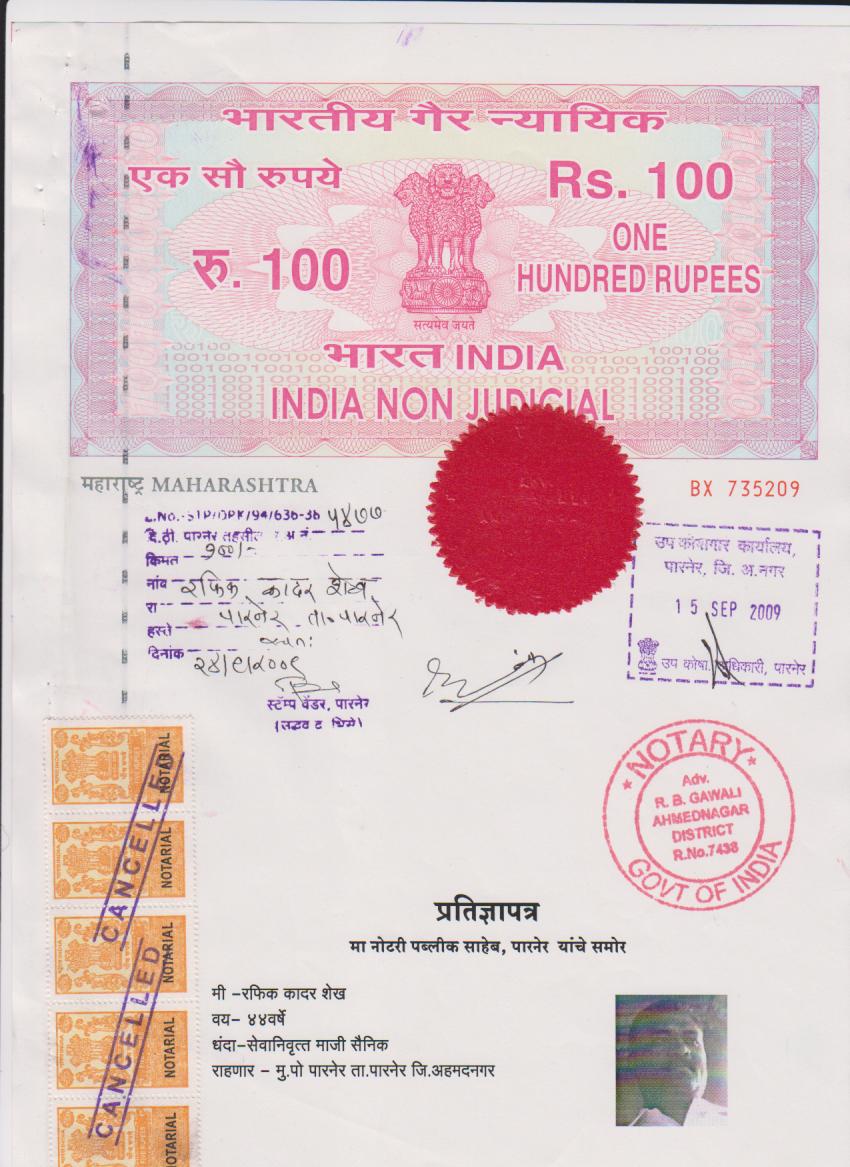 भारतीय गैर न्यायिक
एक सौ रुपये
Rs. 100
रु. 100
ONE
HUNDRED RUPEES
सत्यमेव जयते
भारत INDIA
INDIA NON JUDICIAL
महाराष्ट्र MAHARASHTRA
BX 735209
५४७७
दि.ठी. पारनेर तहसील
किमत
नांव रफिक कादर शेख
रा पारनेर ता. पारनेर
हस्ते
दिनांक
स्टॅम्प वेंडर, पारनेर
उप कोषागार कार्यालय,
पारनेर, जि. अ.नगर
15 SEP 2009
उप कोषा. अधिकारी, पारनेर
NOTARY
Adv.
R. B. GAWALI
AHMEDNAGAR
DISTRICT
R.No.7438
GOVT OF INDIA
NOTARIAL
NOTARIAL
NOTARIAL
NOTARIAL
NOTARIAL
CANCELLED
CANCELLED
प्रतिज्ञापत्र
मा नोटरी पब्लीक साहेब, पारनेर यांचे समोर
मी –रफिक कादर शेख
वय– ४४वर्षे
धंदा–सेवानिवृत्त माजी सैनिक
राहणार – मु.पो पारनेर ता.पारनेर जि.अहमदनगर